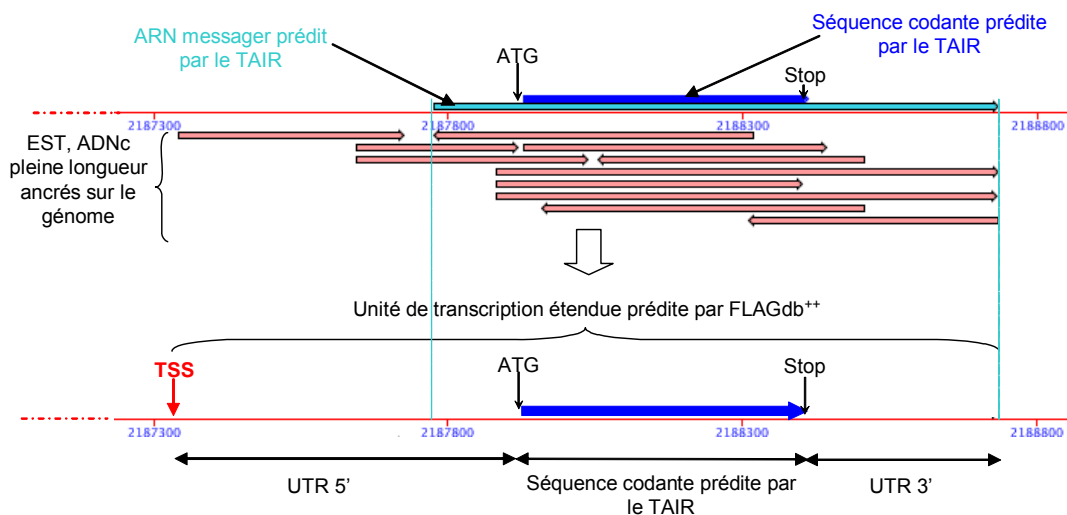 ARN messager prédit
par le TAIR
Séquence codante prédite
par le TAIR
ATG
Stop
2187300
2187800
2188300
2188800
EST, ADNc
pleine longueur
ancrés sur le
génome
Unité de transcription étendue prédite par FLAGdb++
TSS
ATG
Stop
2187300
2187800
2188300
2188800
UTR 5’
Séquence codante prédite par
le TAIR
UTR 3’